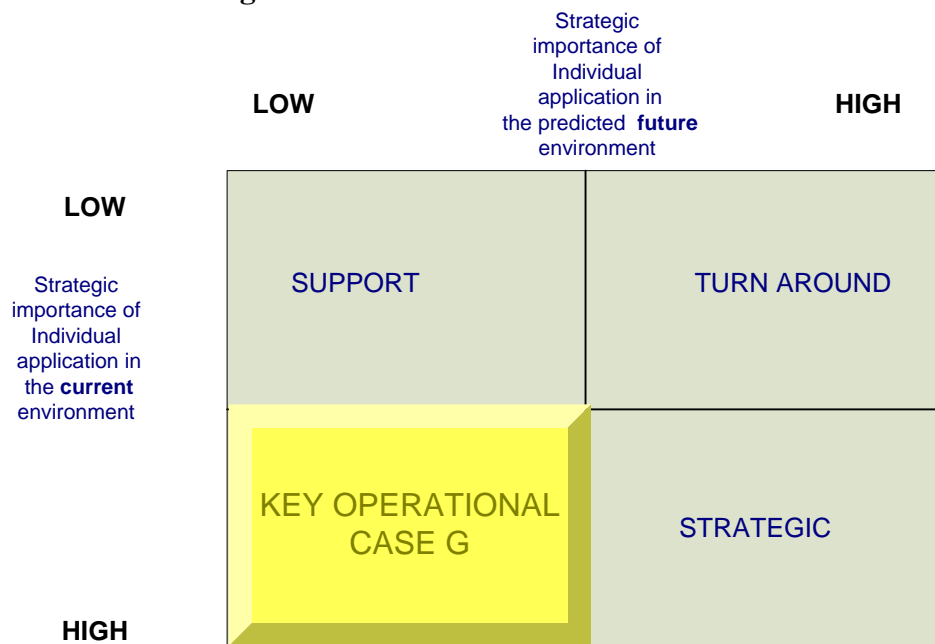 Strategic
importance of
Individual
application in
the predicted future
environment
LOW
HIGH
LOW
Strategic
importance of
Individual
application in
the current
environment
SUPPORT
TURN AROUND
KEY OPERATIONAL
CASE G
STRATEGIC
HIGH